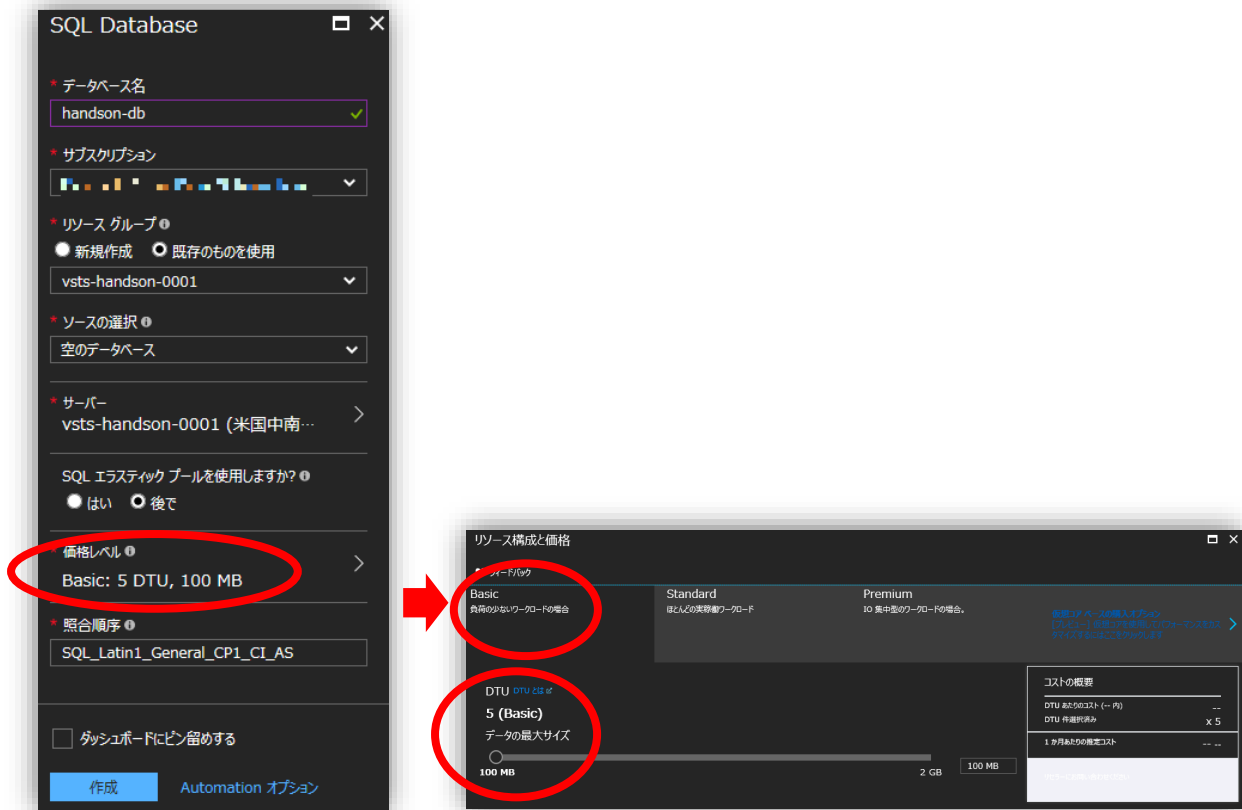 SQL Database
* データベース名
handson-db
* サブスクリプション
* リソース グループ
新規作成 既存のものを使用
vsts-handson-0001
* ソースの選択
空のデータベース
* サーバー
vsts-handson-0001 (米国中南…
SQL エラスティック プールを使用しますか?
はい 後で
* 価格レベル
Basic: 5 DTU, 100 MB
* 照合順序
SQL_Latin1_General_CP1_CI_AS
ダッシュボードにピン留めする
作成 Automation オプション
リソース構成と価格
フィードバック
Basic
負荷の少ないワークロードの場合
Standard
ほとんどの実稼働ワークロード
Premium
IO 集中型のワークロードの場合。
DTU DTU とは
5 (Basic)
データの最大サイズ
100 MB 2 GB 100 MB
コストの概要
DTU あたりのコスト (-- 内) --
DTU 件選択済み x 5
1 か月あたりの推定コスト -- --